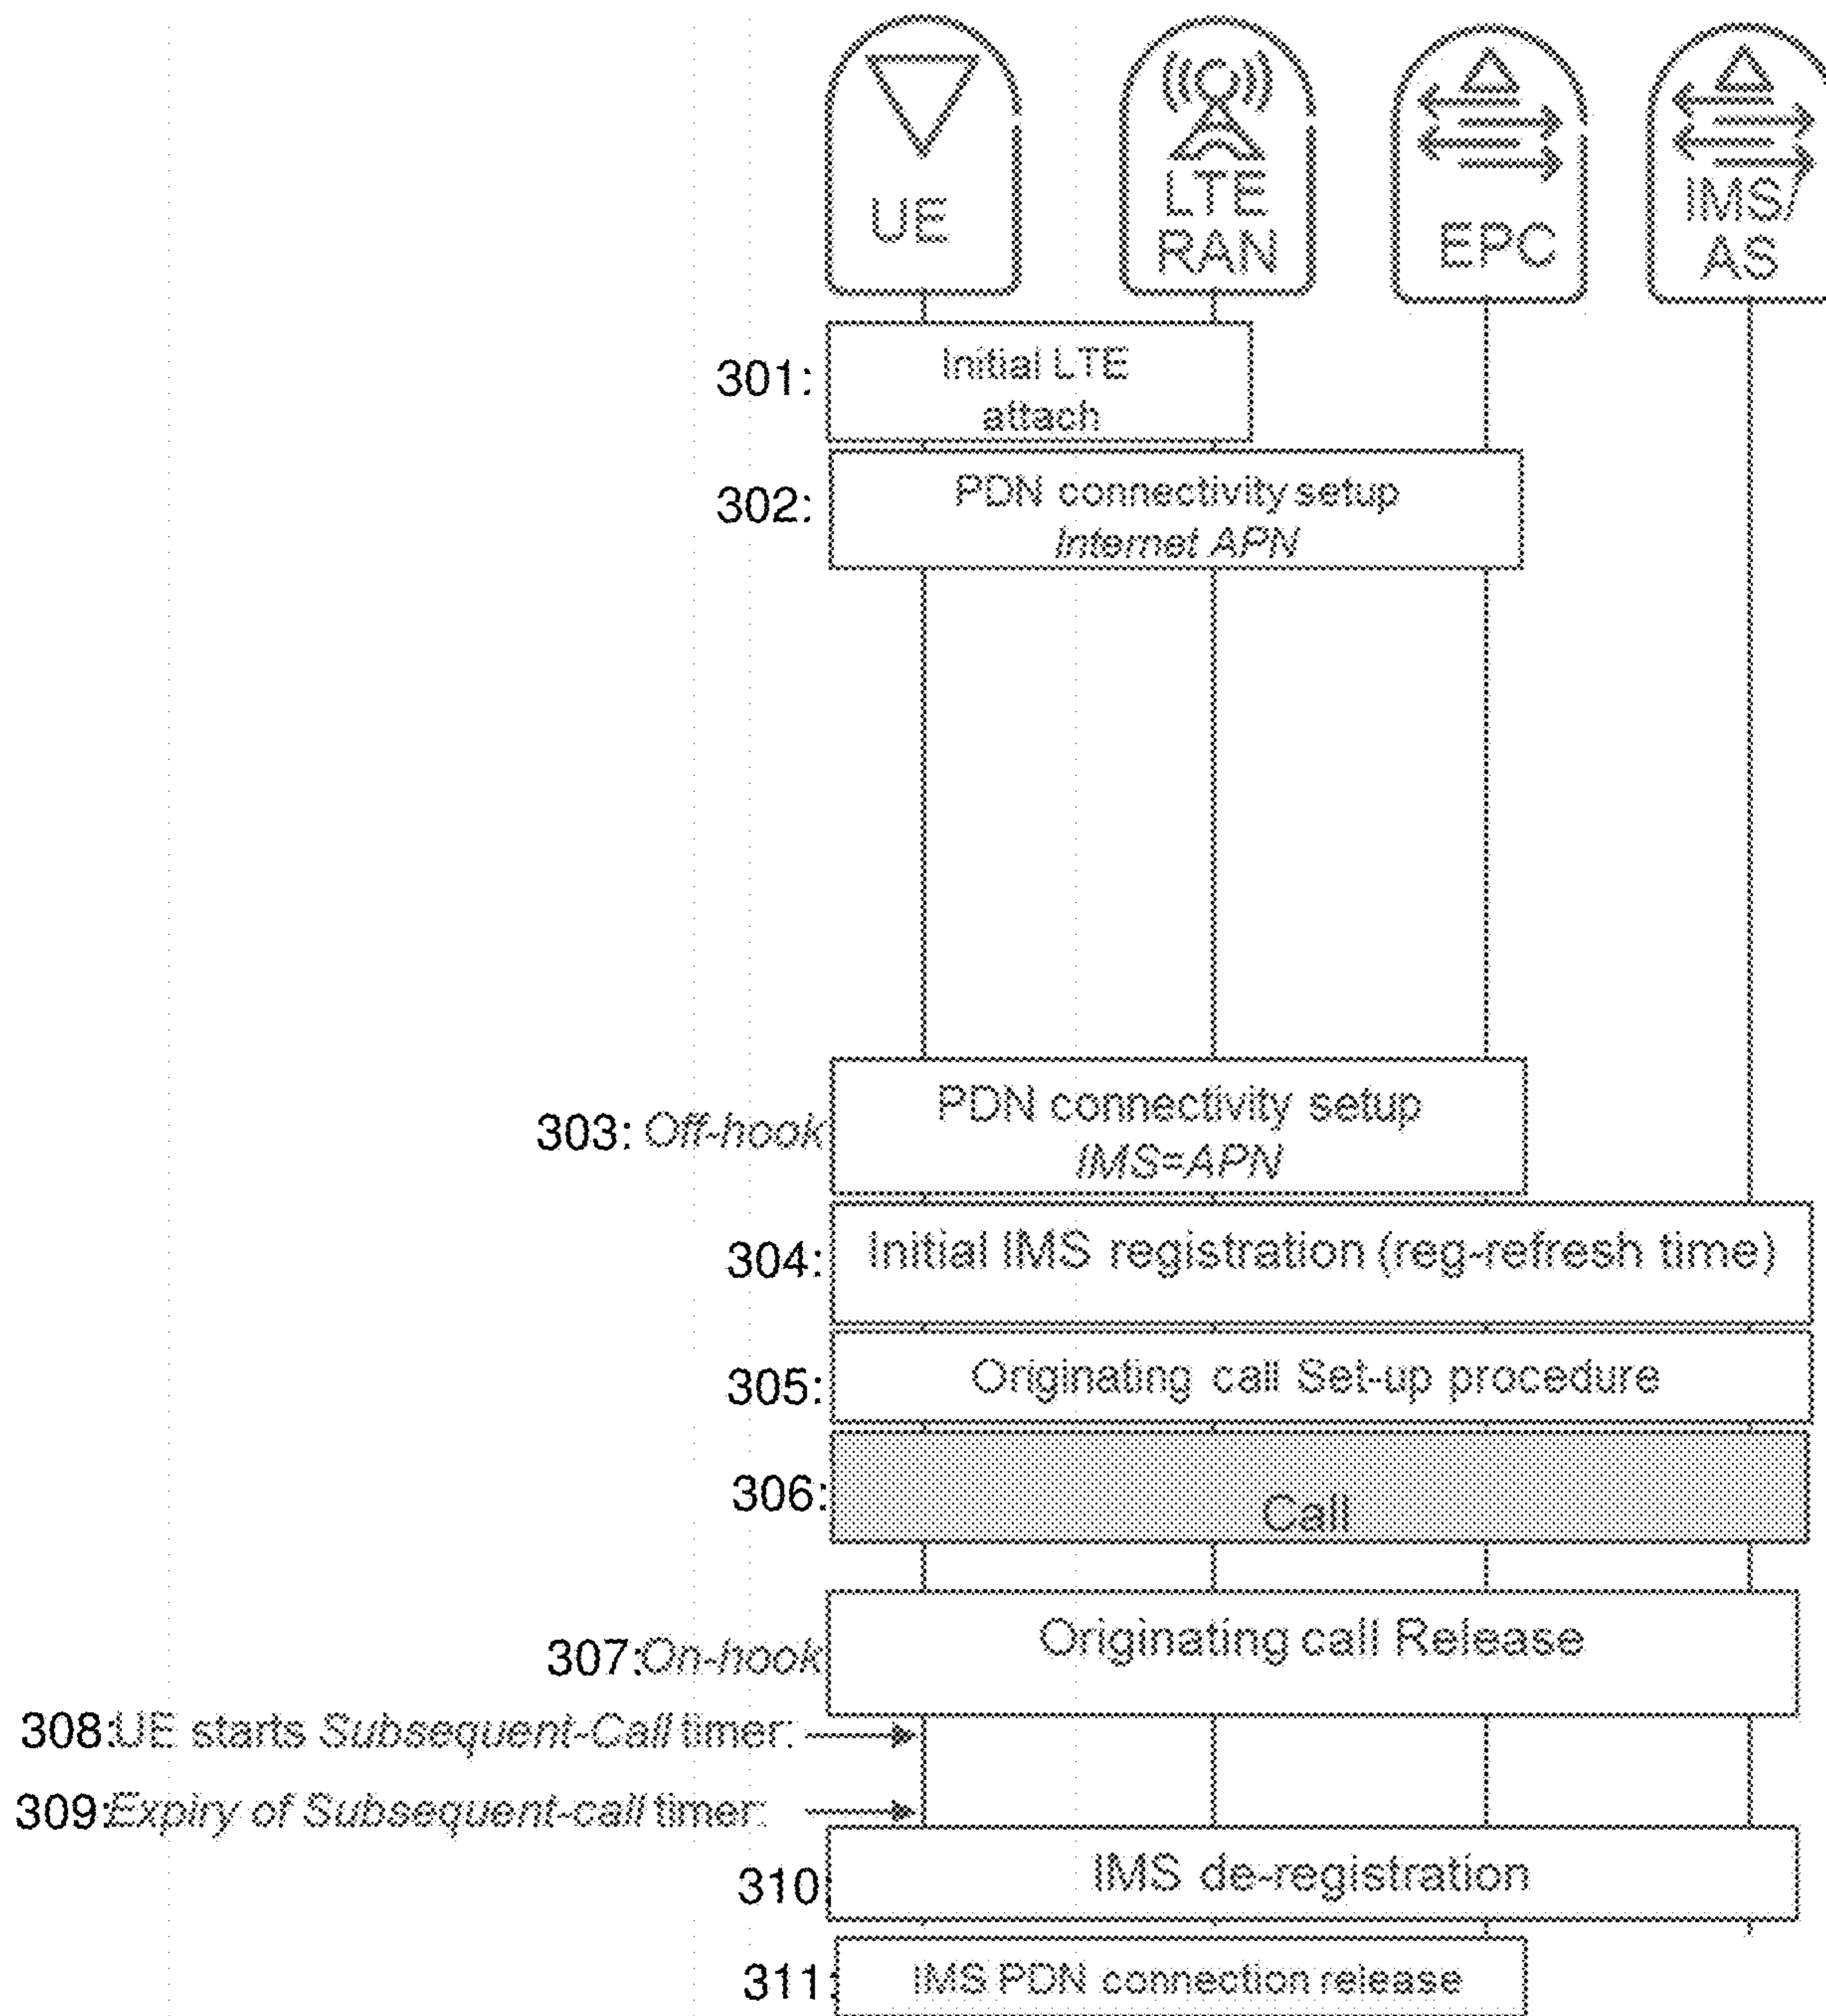 UE
LTE
RAN
EPC
IMS/
AS
301:
Initial LTE
attach
302:
PDN connectivity setup
Internet APN
303: Off-hook
PDN connectivity setup
IMS=APN
304:
Initial IMS registration (reg-refresh time)
305:
Originating call Set-up procedure
306:
Call
307:On-hook
Originating call Release
308:UE starts Subsequent-Call timer:
309:Expiry of Subsequent-call timer:
310:
IMS de-registration
311:
IMS PDN connection release